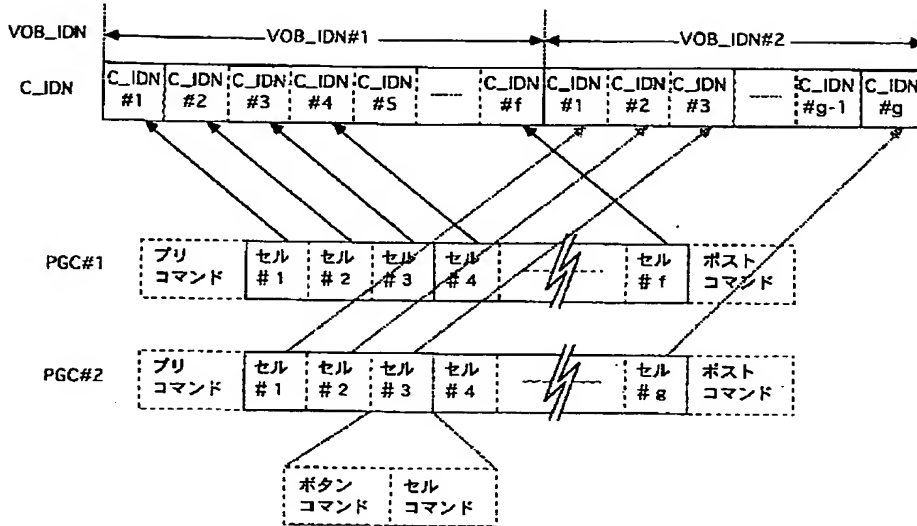 VOB_IDN VOB_IDN#1 VOB_IDN#2
C_IDN C_IDN C_IDN C_IDN C_IDN C_IDN ---- C_IDN C_IDN C_IDN C_IDN ---- C_IDN C_IDN
#1 #2 #3 #4 #5 #f #1 #2 #3 #g-1 #g
PGC#1 プリ セル セル セル セル セル ポスト
コマンド #1 #2 #3 #4 #f コマンド
PGC#2 プリ セル セル セル セル セル ポスト
コマンド #1 #2 #3 #4 #g コマンド
ボタン セル
コマンド コマンド